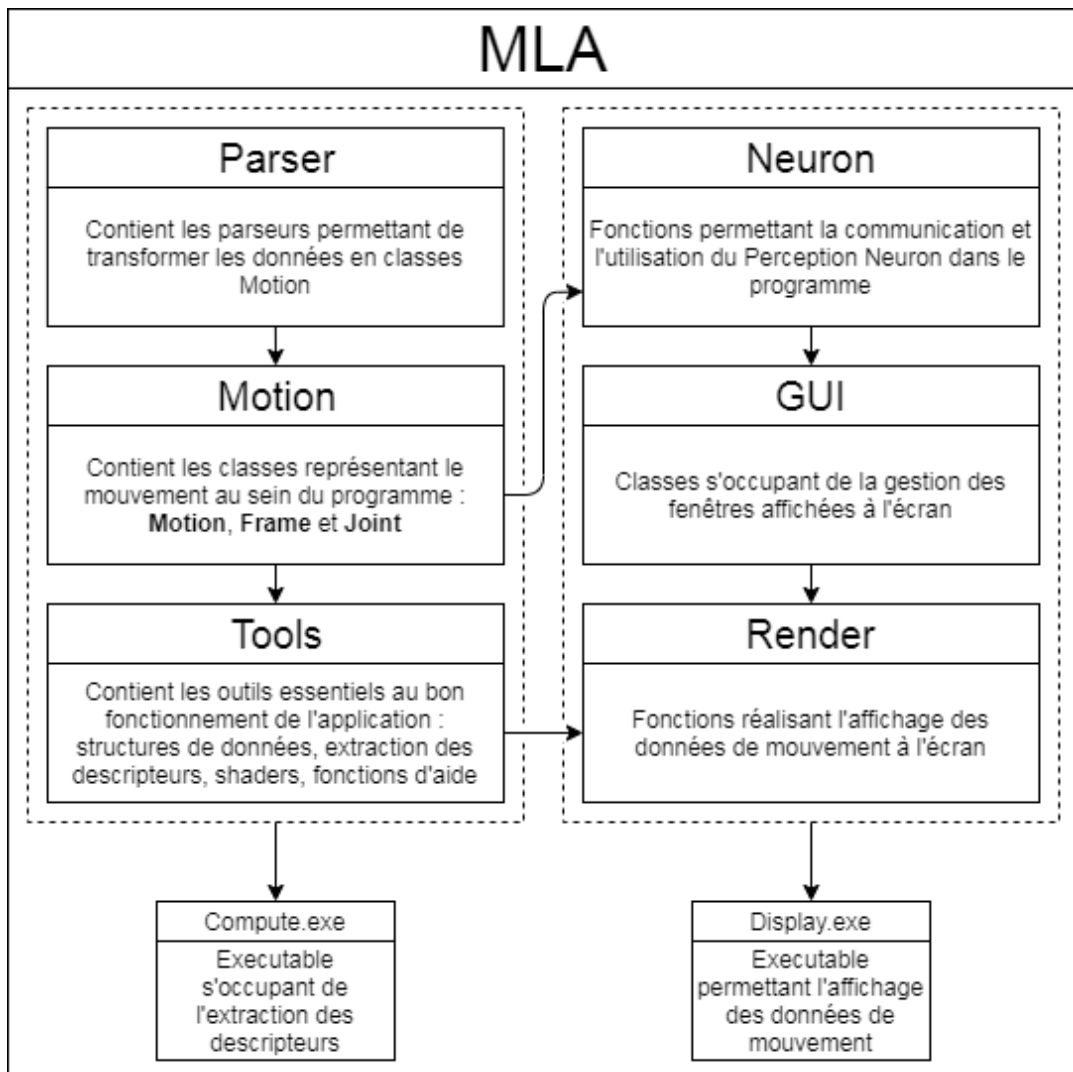 MLA
Parser
Contient les parseurs permettant de
transformer les données en classes
Motion
Motion
Contient les classes représentant le
mouvement au sein du programme :
Motion, Frame et Joint
Tools
Contient les outils essentiels au bon
fonctionnement de l'application :
structures de données, extraction des
descripteurs, shaders, fonctions d'aide
Neuron
Fonctions permettant la communication et
l'utilisation du Perception Neuron dans le
programme
GUI
Classes s'occupant de la gestion des
fenêtres affichées à l'écran
Render
Fonctions réalisant l'affichage des
données de mouvement à l'écran
Compute.exe
Executable
s'occupant de
l'extraction des
descripteurs
Display.exe
Executable
permettant l'affichage
des données de
mouvement